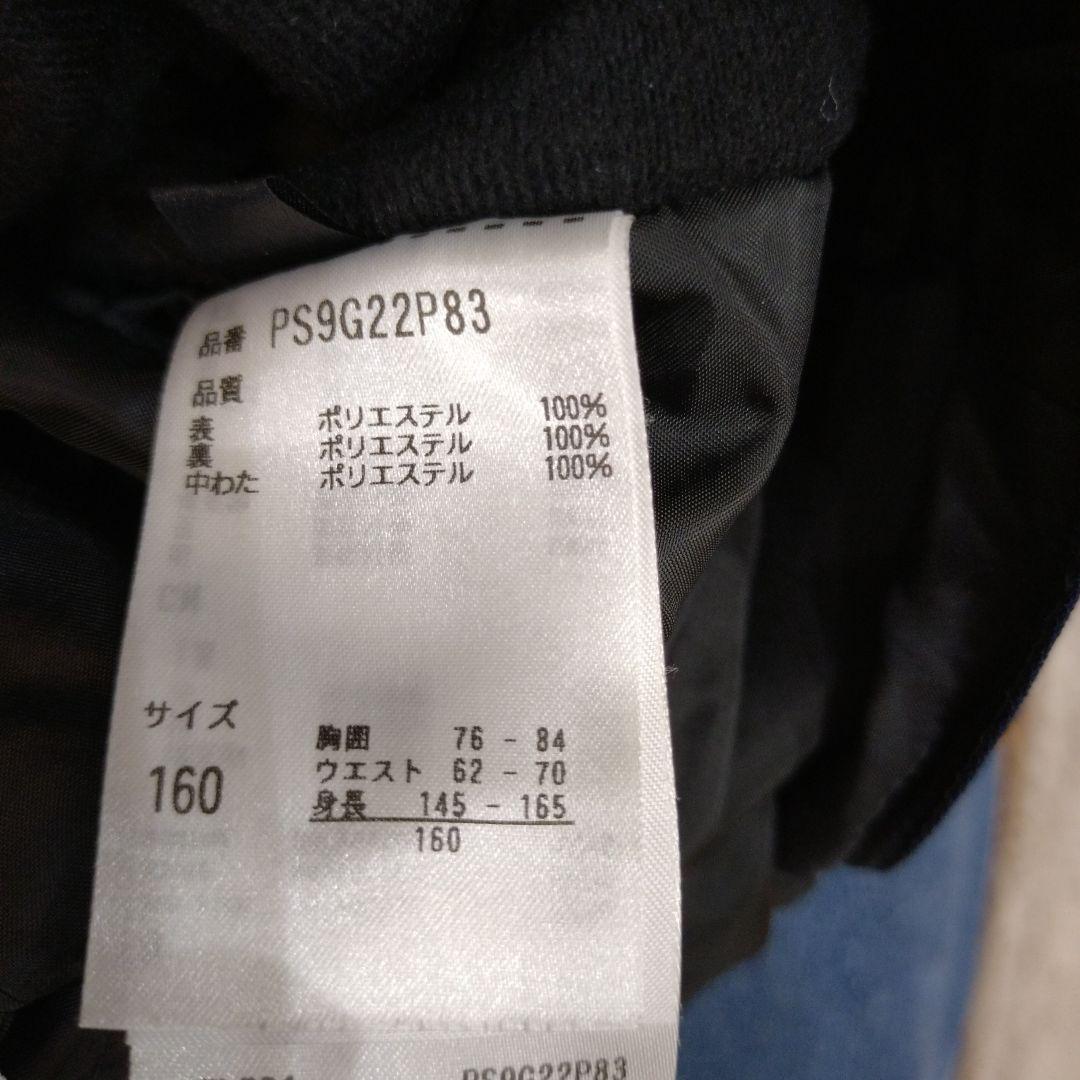 品番 PS9G22P83
品質
表 ポリエステル 100%
裏 ポリエステル 100%
中わた ポリエステル 100%
サイズ
160
胸囲 76 - 84
ウエスト 62 - 70
身長 145 - 165
160
PS9G22P83